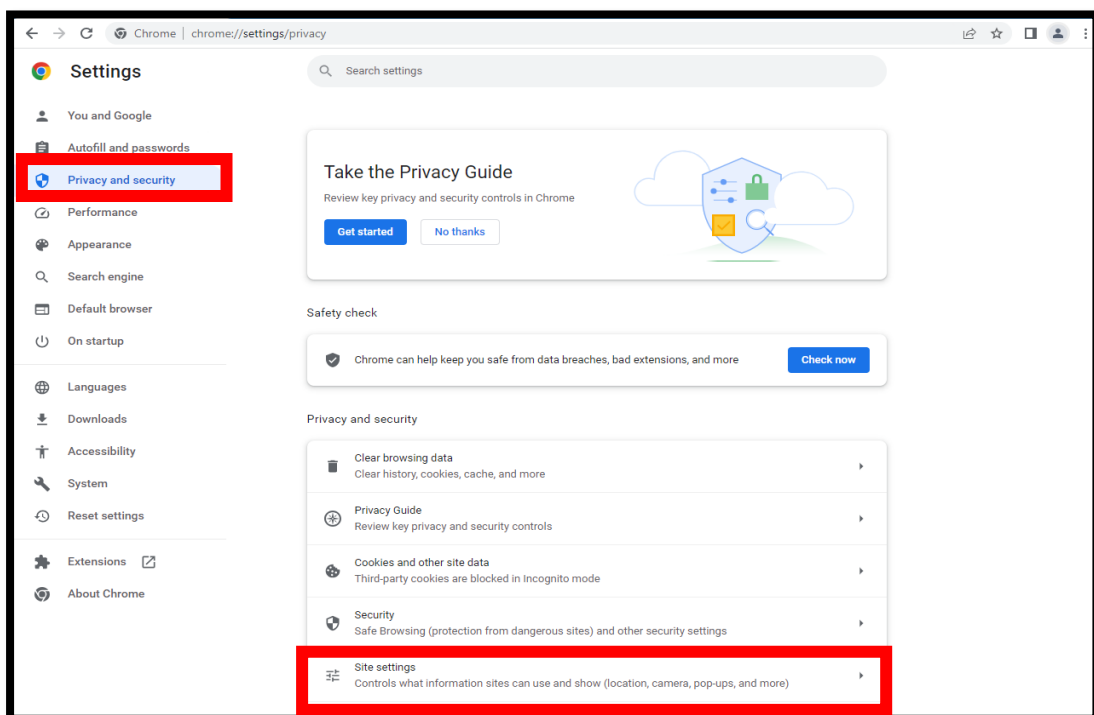 Chrome | chrome://settings/privacy
Settings
Search settings
You and Google
Autofill and passwords
Privacy and security
Performance
Appearance
Search engine
Default browser
On startup
Languages
Downloads
Accessibility
System
Reset settings
Extensions
About Chrome
Take the Privacy Guide
Review key privacy and security controls in Chrome
Get started
No thanks
Safety check
Chrome can help keep you safe from data breaches, bad extensions, and more
Check now
Privacy and security
Clear browsing data
Clear history, cookies, cache, and more
Privacy Guide
Review key privacy and security controls
Cookies and other site data
Third-party cookies are blocked in Incognito mode
Security
Safe Browsing (protection from dangerous sites) and other security settings
Site settings
Controls what information sites can use and show (location, camera, pop-ups, and more)